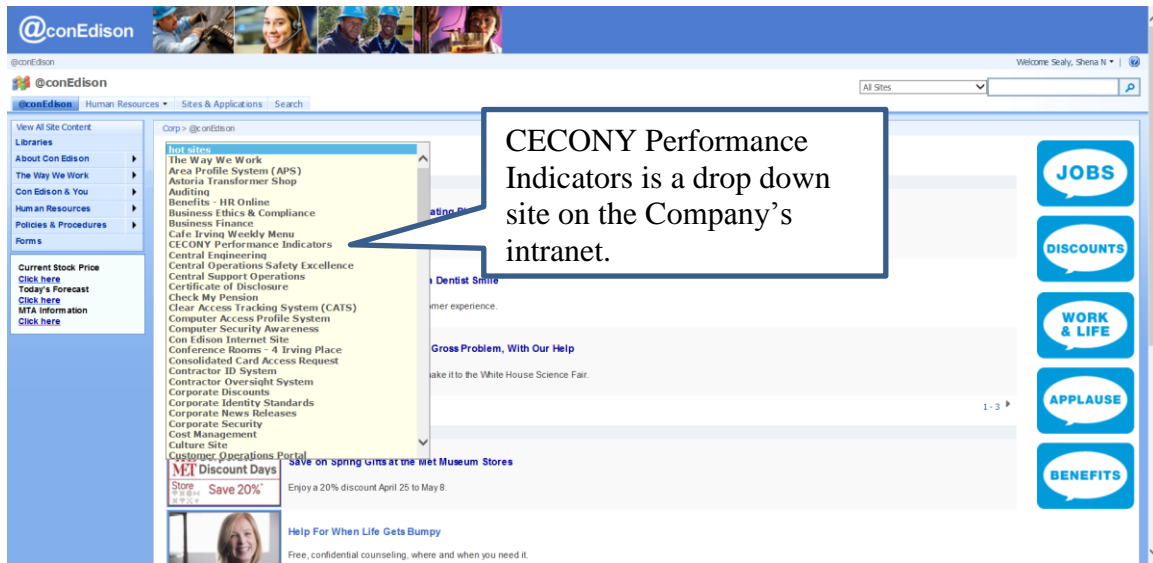 @conEdison
@conEdison
Welcome Sealy, Shena N
@conEdison
All Sites
@conEdison Human Resources Sites & Applications Search
View All Site Content
Libraries
About Con Edison
The Way We Work
Con Edison & You
Human Resources
Policies & Procedures
Forms
Current Stock Price
Click here
Today's Forecast
Click here
MTA Information
Click here
Corp > @conEdison
hot sites
The Way We Work
Area Profile System (APS)
Astoria Transformer Shop
Auditing
Benefits - HR Online
Business Ethics & Compliance
Business Finance
Cafe Irving Weekly Menu
CECONY Performance Indicators
Central Engineering
Central Operations Safety Excellence
Central Support Operations
Certificate of Disclosure
Check My Pension
Clear Access Tracking System (CATS)
Computer Access Profile System
Computer Security Awareness
Con Edison Internet Site
Conference Rooms - 4 Irving Place
Consolidated Card Access Request
Contractor ID System
Contractor Oversight System
Corporate Discounts
Corporate Identity Standards
Corporate News Releases
Corporate Security
Cost Management
Culture Site
Customer Operations Portal
CECONY Performance
Indicators is a drop down
site on the Company's
intranet.
Dentist Smile
omer experience.
Gross Problem, With Our Help
ake it to the White House Science Fair.
1 - 3
MET Discount Days
Store Save 20%*
Save on Spring Gifts at the Met Museum Stores
Enjoy a 20% discount April 25 to May 8.
Help For When Life Gets Bumpy
Free, confidential counseling, where and when you need it.
JOBS
DISCOUNTS
WORK
& LIFE
APPLAUSE
BENEFITS